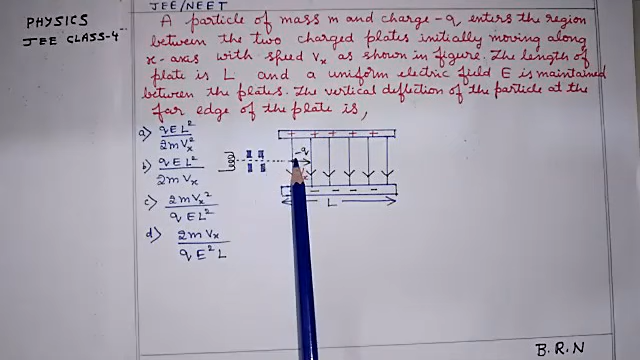 PHYSICS
JEE CLASS-4
JEE/NEET
A particle of mass m and charge -q enters the region
between the two charged plates initially moving along
x-axis with speed Vx as shown in figure. The length of
plate is L and a uniform electric field E is maintained
between the plates. The vertical deflection of the particle at the
far edge of the plate is,
a) qEL²/2mVx²
b) qEL²/2mVx
c) 2mVx²/qEL²
d) 2mVx/qE²L
+ + + + +
-q
- - - -
L
B.R.N